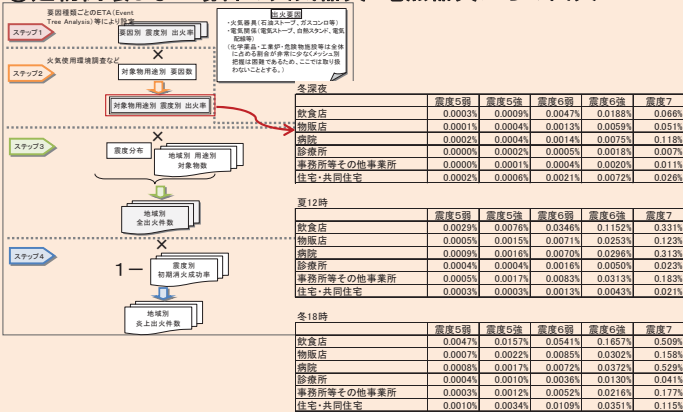 要因種類ごとのETA(Event
Tree Analysis)等により設定
ステップ1
要因別 震度別 出火率
×
火気使用環境調査など
ステップ2
対象物用途別 要因数
対象物用途別 震度別 出火率
出火要因
・火気器具(石油ストーブ、ガスコンロ等)
・電気関係(電気ストーブ、白熱スタンド、電気
配線等)
(化学薬品・工業炉・危険物施設等は全体
に占める割合が非常に少なくメッシュ別
把握は困難であるため、ここでは取り扱
わないこととする。)
×
ステップ3
震度分布
地域別 用途別
対象物数
地域別
全出火件数
×
ステップ4
1－
震度別
初期消火成功率
地域別
炎上出火件数
冬深夜
震度5弱 震度5強 震度6弱 震度6強 震度7
飲食店 0.0003% 0.0009% 0.0047% 0.0188% 0.066%
物販店 0.0001% 0.0004% 0.0013% 0.0059% 0.051%
病院 0.0002% 0.0004% 0.0014% 0.0075% 0.118%
診療所 0.0000% 0.0002% 0.0005% 0.0018% 0.007%
事務所等その他事業所 0.0000% 0.0001% 0.0004% 0.0020% 0.011%
住宅・共同住宅 0.0002% 0.0006% 0.0021% 0.0072% 0.026%
夏12時
震度5弱 震度5強 震度6弱 震度6強 震度7
飲食店 0.0029% 0.0076% 0.0346% 0.1152% 0.331%
物販店 0.0005% 0.0015% 0.0071% 0.0253% 0.123%
病院 0.0009% 0.0016% 0.0070% 0.0296% 0.313%
診療所 0.0004% 0.0004% 0.0016% 0.0050% 0.023%
事務所等その他事業所 0.0005% 0.0017% 0.0083% 0.0313% 0.183%
住宅・共同住宅 0.0003% 0.0003% 0.0013% 0.0043% 0.021%
冬18時
震度5弱 震度5強 震度6弱 震度6強 震度7
飲食店 0.0047% 0.0157% 0.0541% 0.1657% 0.509%
物販店 0.0007% 0.0022% 0.0085% 0.0302% 0.158%
病院 0.0008% 0.0017% 0.0072% 0.0372% 0.529%
診療所 0.0004% 0.0010% 0.0036% 0.0130% 0.041%
事務所等その他事業所 0.0003% 0.0012% 0.0052% 0.0216% 0.177%
住宅・共同住宅 0.0010% 0.0034% 0.0109% 0.0351% 0.115%